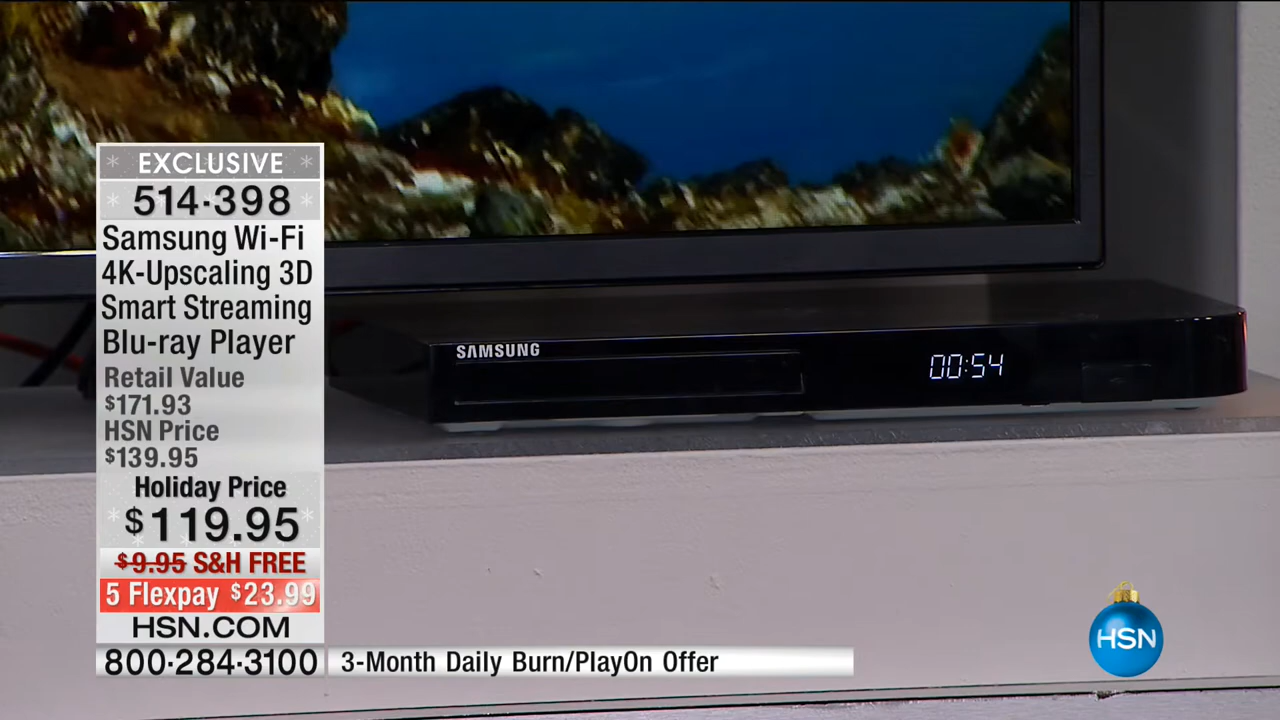 EXCLUSIVE
514·398
Samsung Wi-Fi
4K-Upscaling 3D
Smart Streaming
Blu-ray Player
Retail Value
$171.93
HSN Price
$139.95
Holiday Price
$119.95
$9.95 S&H FREE
5 Flexpay $23.99
HSN.COM
800·284·3100
3-Month Daily Burn/PlayOn Offer
SAMSUNG
00:54
HSN